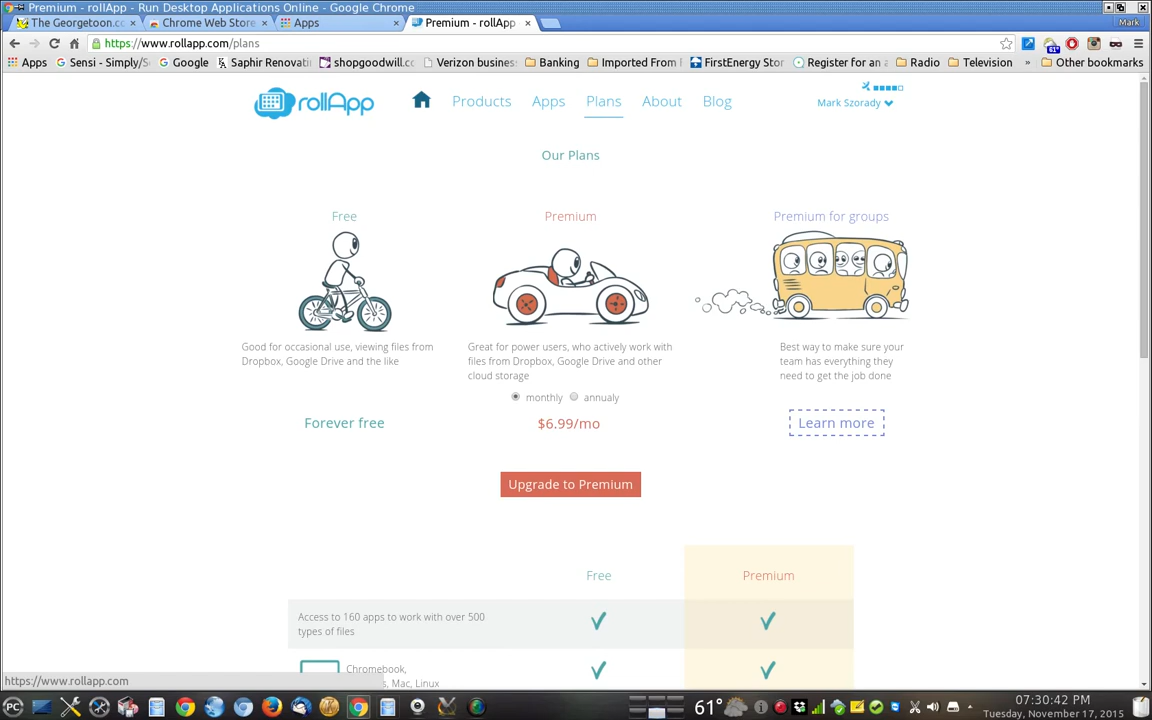 Premium - rollApp - Run Desktop Applications Online - Google Chrome
The Georgetoon.co
Chrome Web Store
Apps
Premium - rollApp
Mark
https://www.rollapp.com/plans
61°
Apps
Sensi - Simply/S
Google
Saphir Renovati
shopgoodwill.co
Verizon busines
Banking
Imported From
FirstEnergy Stor
Register for an
Radio
Television
»
Other bookmarks
rollApp
Products
Apps
Plans
About
Blog
Mark Szorady
Our Plans
Free
Premium
Premium for groups
Good for occasional use, viewing files from
Dropbox, Google Drive and the like
Great for power users, who actively work with
files from Dropbox, Google Drive and other
cloud storage
Best way to make sure your
team has everything they
need to get the job done
monthly
annualy
Forever free
$6.99/mo
Learn more
Upgrade to Premium
Free
Premium
Access to 160 apps to work with over 500
types of files
Chromebook,
s, Mac, Linux
https://www.rollapp.com
PC
61°
07:30:42 PM
Tuesday, November 17, 2015